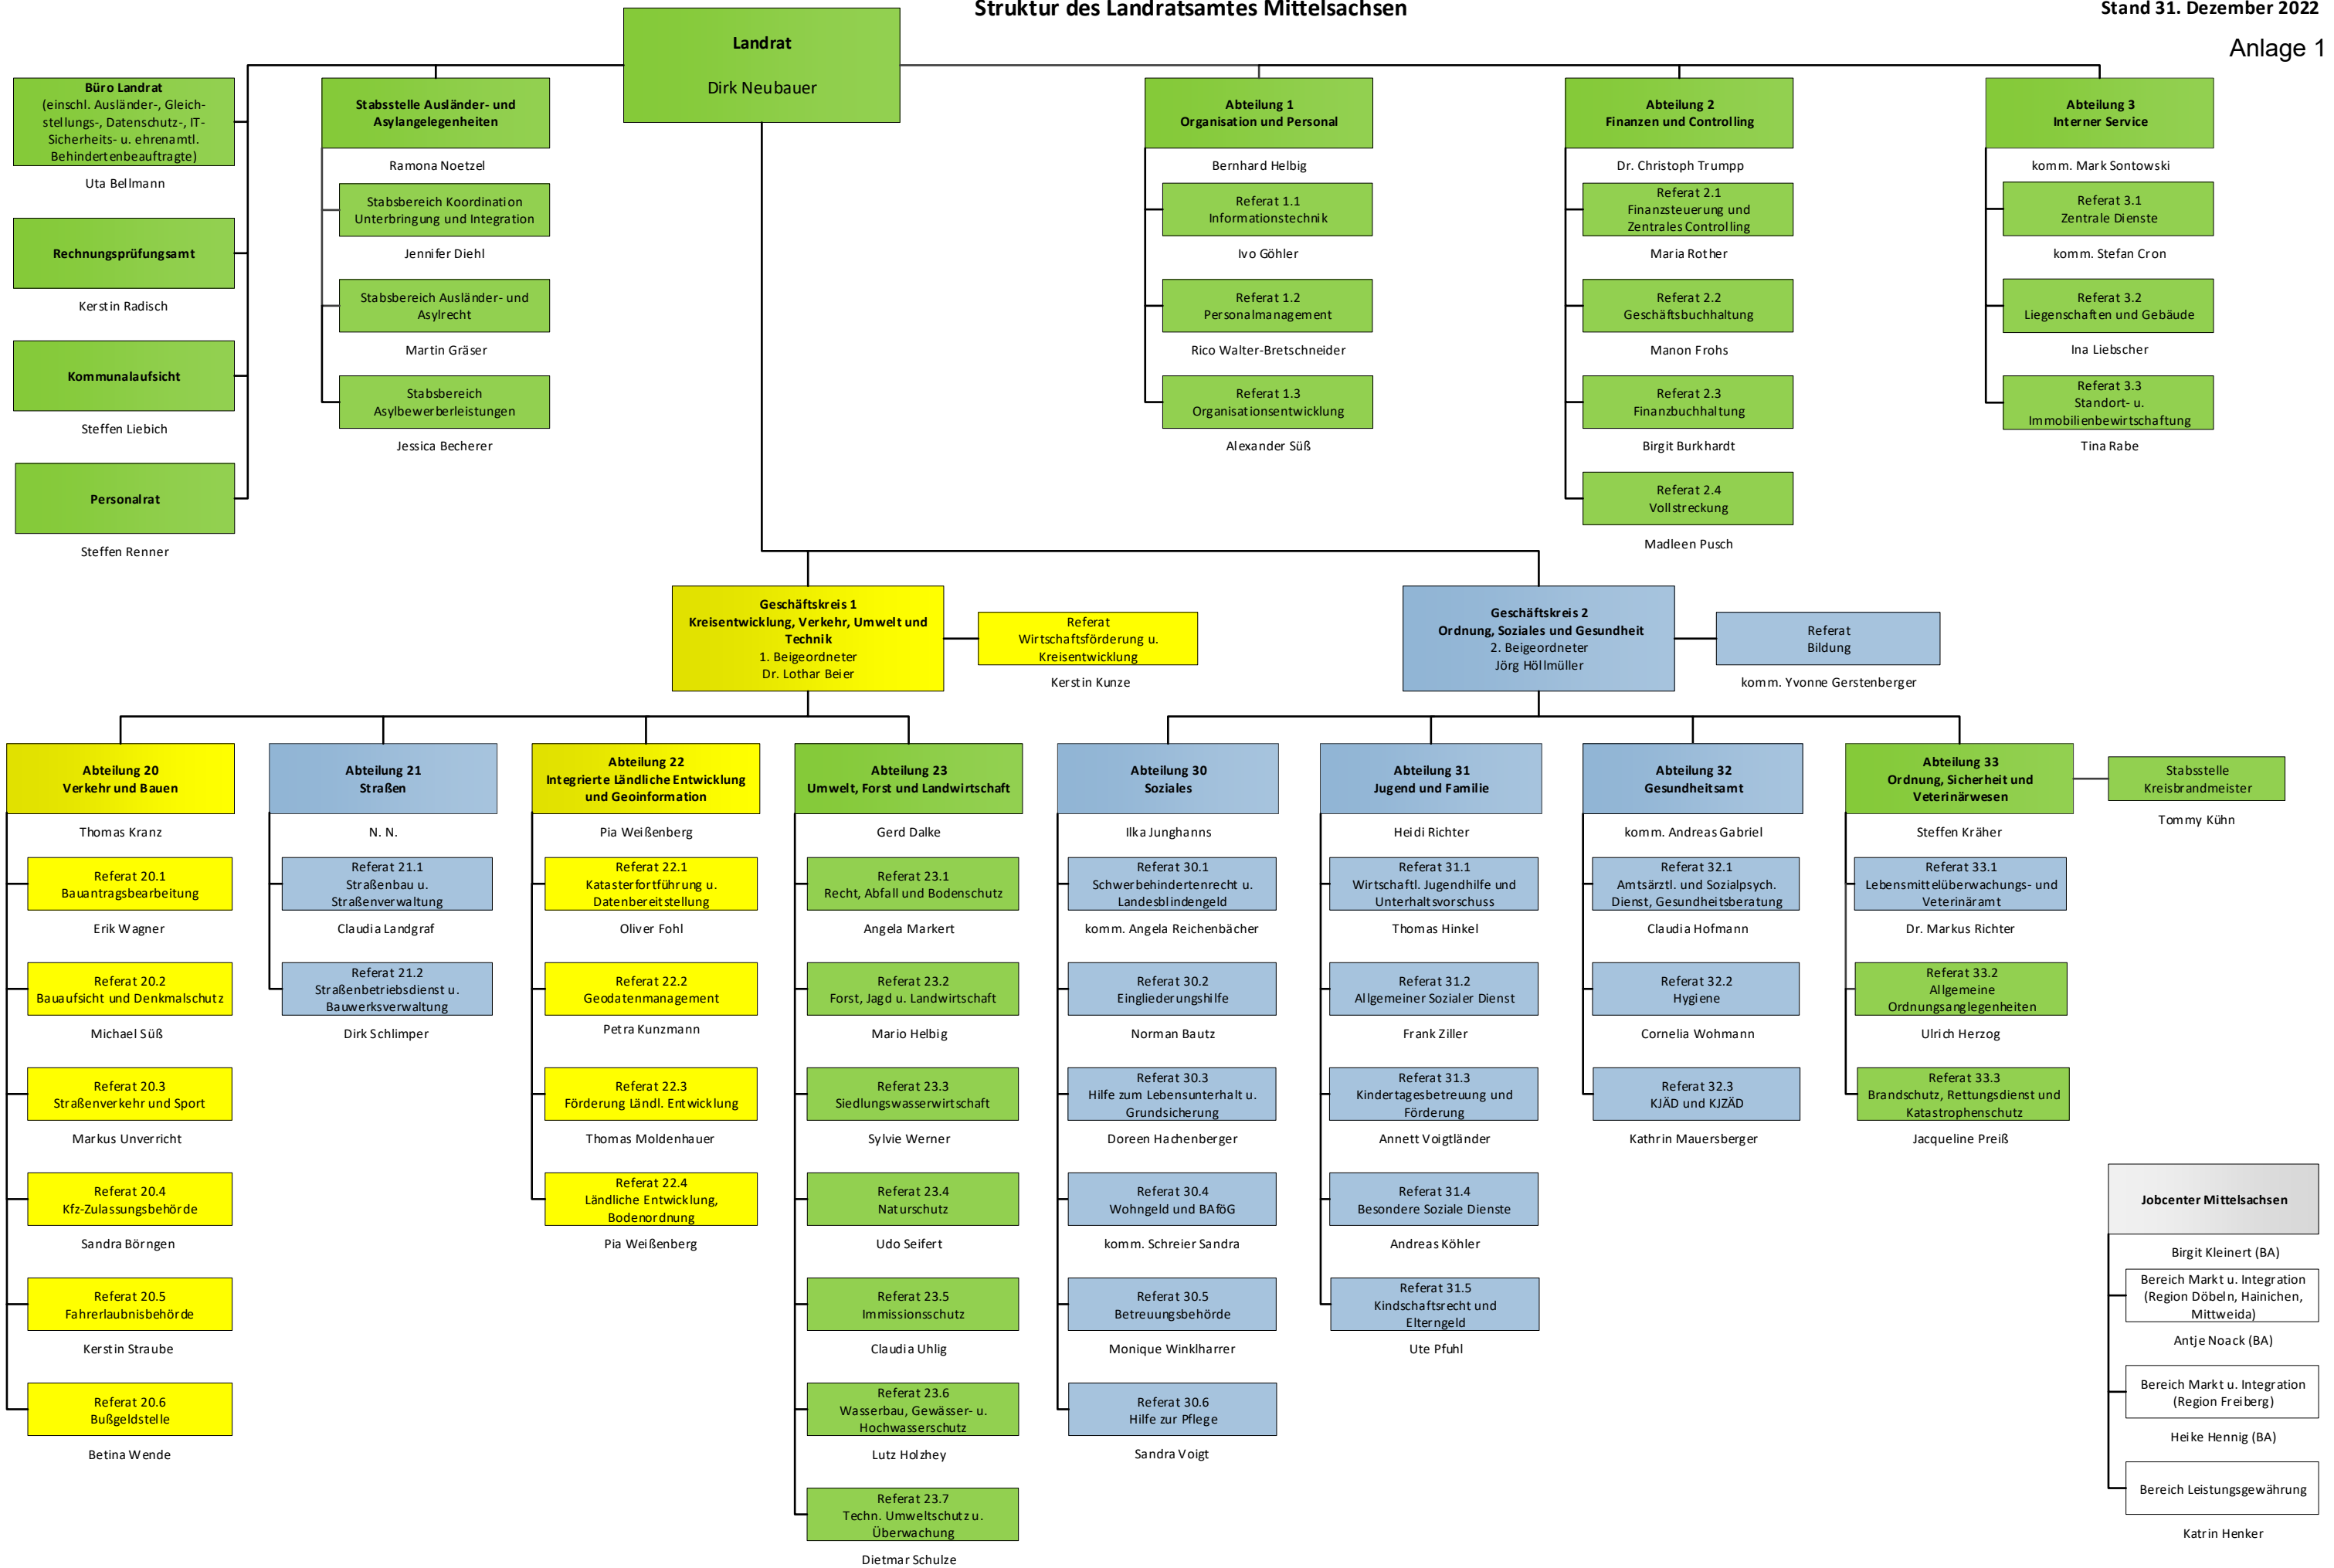 Struktur des Landratsamtes Mittelsachsen
Stand 31. Dezember 2022
Anlage 1
Landrat
Dirk Neubauer
Büro Landrat
(einschl. Ausländer-, Gleich-
stellungs-, Datenschutz-, IT-
Sicherheits- u. ehrenamtl.
Behindertenbeauftragte)
Uta Bellmann
Rechnungsprüfungsamt
Kerstin Radisch
Kommunalaufsicht
Steffen Liebich
Personalrat
Steffen Renner
Stabsstelle Ausländer- und
Asylangelegenheiten
Ramona Noetzel
Stabsbereich Koordination
Unterbringung und Integration
Jennifer Diehl
Stabsbereich Ausländer- und
Asylrecht
Martin Gräser
Stabsbereich
Asylbewerberleistungen
Jessica Becherer
Abteilung 1
Organisation und Personal
Bernhard Helbig
Referat 1.1
Informationstechnik
Ivo Göhler
Referat 1.2
Personalmanagement
Rico Walter-Bretschneider
Referat 1.3
Organisationsentwicklung
Alexander Süß
Abteilung 2
Finanzen und Controlling
Dr. Christoph Trumpp
Referat 2.1
Finanzsteuerung und
Zentrales Controlling
Maria Rother
Referat 2.2
Geschäftsbuchhaltung
Manon Frohs
Referat 2.3
Finanzbuchhaltung
Birgit Burkhardt
Referat 2.4
Vollstreckung
Madleen Pusch
Abteilung 3
Interner Service
komm. Mark Sontowski
Referat 3.1
Zentrale Dienste
komm. Stefan Cron
Referat 3.2
Liegenschaften und Gebäude
Ina Liebscher
Referat 3.3
Standort- u.
Immobilienbewirtschaftung
Tina Rabe
Geschäftskreis 1
Kreisentwicklung, Verkehr, Umwelt und
Technik
1. Beigeordneter
Dr. Lothar Beier
Referat
Wirtschaftsförderung u.
Kreisentwicklung
Kerstin Kunze
Geschäftskreis 2
Ordnung, Soziales und Gesundheit
2. Beigeordneter
Jörg Höllmüller
Referat
Bildung
komm. Yvonne Gerstenberger
Abteilung 20
Verkehr und Bauen
Thomas Kranz
Referat 20.1
Bauantragsbearbeitung
Erik Wagner
Referat 20.2
Bauaufsicht und Denkmalschutz
Michael Süß
Referat 20.3
Straßenverkehr und Sport
Markus Unverricht
Referat 20.4
Kfz-Zulassungsbehörde
Sandra Börngen
Referat 20.5
Fahrerlaubnisbehörde
Kerstin Straube
Referat 20.6
Bußgeldstelle
Betina Wende
Abteilung 21
Straßen
N. N.
Referat 21.1
Straßenbau u.
Straßenverwaltung
Claudia Landgraf
Referat 21.2
Straßenbetriebsdienst u.
Bauwerksverwaltung
Dirk Schlimper
Abteilung 22
Integrierte Ländliche Entwicklung
und Geoinformation
Pia Weißenberg
Referat 22.1
Katasterfortführung u.
Datenbereitstellung
Oliver Fohl
Referat 22.2
Geodatenmanagement
Petra Kunzmann
Referat 22.3
Förderung Ländl. Entwicklung
Thomas Moldenhauer
Referat 22.4
Ländliche Entwicklung,
Bodenordnung
Pia Weißenberg
Abteilung 23
Umwelt, Forst und Landwirtschaft
Gerd Dalke
Referat 23.1
Recht, Abfall und Bodenschutz
Angela Markert
Referat 23.2
Forst, Jagd u. Landwirtschaft
Mario Helbig
Referat 23.3
Siedlungswasserwirtschaft
Sylvie Werner
Referat 23.4
Naturschutz
Udo Seifert
Referat 23.5
Immissionsschutz
Claudia Uhlig
Referat 23.6
Wasserbau, Gewässer- u.
Hochwasserschutz
Lutz Holzhey
Referat 23.7
Techn. Umweltschutz u.
Überwachung
Dietmar Schulze
Abteilung 30
Soziales
Ilka Junghanns
Referat 30.1
Schwerbehindertenrecht u.
Landesblindengeld
komm. Angela Reichenbächer
Referat 30.2
Eingliederungshilfe
Norman Bautz
Referat 30.3
Hilfe zum Lebensunterhalt u.
Grundsicherung
Doreen Hachenberger
Referat 30.4
Wohngeld und BAföG
komm. Schreier Sandra
Referat 30.5
Betreuungsbehörde
Monique Winklharrer
Referat 30.6
Hilfe zur Pflege
Sandra Voigt
Abteilung 31
Jugend und Familie
Heidi Richter
Referat 31.1
Wirtschaftl. Jugendhilfe und
Unterhaltsvorschuss
Thomas Hinkel
Referat 31.2
Allgemeiner Sozialer Dienst
Frank Ziller
Referat 31.3
Kindertagesbetreuung und
Förderung
Annett Voigtländer
Referat 31.4
Besondere Soziale Dienste
Andreas Köhler
Referat 31.5
Kindschaftsrecht und
Elterngeld
Ute Pfuhl
Abteilung 32
Gesundheitsamt
komm. Andreas Gabriel
Referat 32.1
Amtsärztl. und Sozialpsych.
Dienst, Gesundheitsberatung
Claudia Hofmann
Referat 32.2
Hygiene
Cornelia Wohmann
Referat 32.3
KJÄD und KJZÄD
Kathrin Mauersberger
Abteilung 33
Ordnung, Sicherheit und
Veterinärwesen
Steffen Kräher
Referat 33.1
Lebensmittelüberwachungs- und
Veterinäramt
Dr. Markus Richter
Referat 33.2
Allgemeine
Ordnungsanglegenheiten
Ulrich Herzog
Referat 33.3
Brandschutz, Rettungsdienst und
Katastrophenschutz
Jacqueline Preiß
Stabsstelle
Kreisbrandmeister
Tommy Kühn
Jobcenter Mittelsachsen
Birgit Kleinert (BA)
Bereich Markt u. Integration
(Region Döbeln, Hainichen,
Mittweida)
Antje Noack (BA)
Bereich Markt u. Integration
(Region Freiberg)
Heike Hennig (BA)
Bereich Leistungsgewährung
Katrin Henker